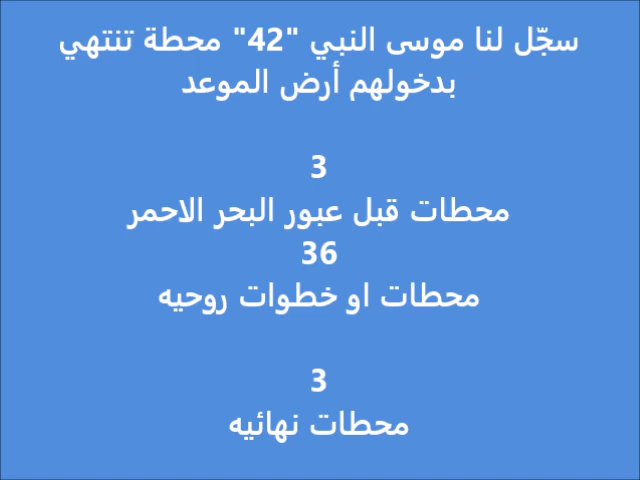 سجّل لنا موسى النبي "42" محطة تنتهي
بدخولهم أرض الموعد
3
محطات قبل عبور البحر الاحمر
36
محطات او خطوات روحيه
3
محطات نهائيه